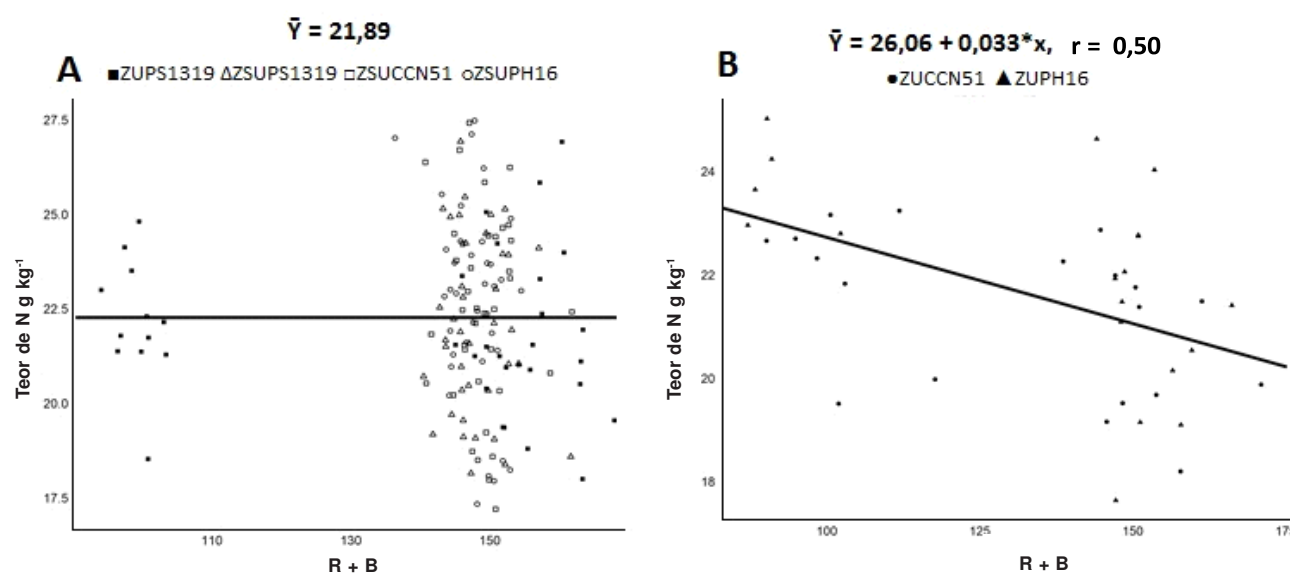 Ȳ = 21,89
A
■ZUPS1319 ΔZSUPS1319 □ZSUCCN51 ○ZSUPH16
Teor de N g kg⁻¹
27.5
25.0
22.5
20.0
17.5
110 130 150
R + B
Ȳ = 26,06 + 0,033*x, r = 0,50
B
●ZUCCN51 ▲ZUPH16
Teor de N g kg⁻¹
24
22
20
18
100 125 150 175
R + B